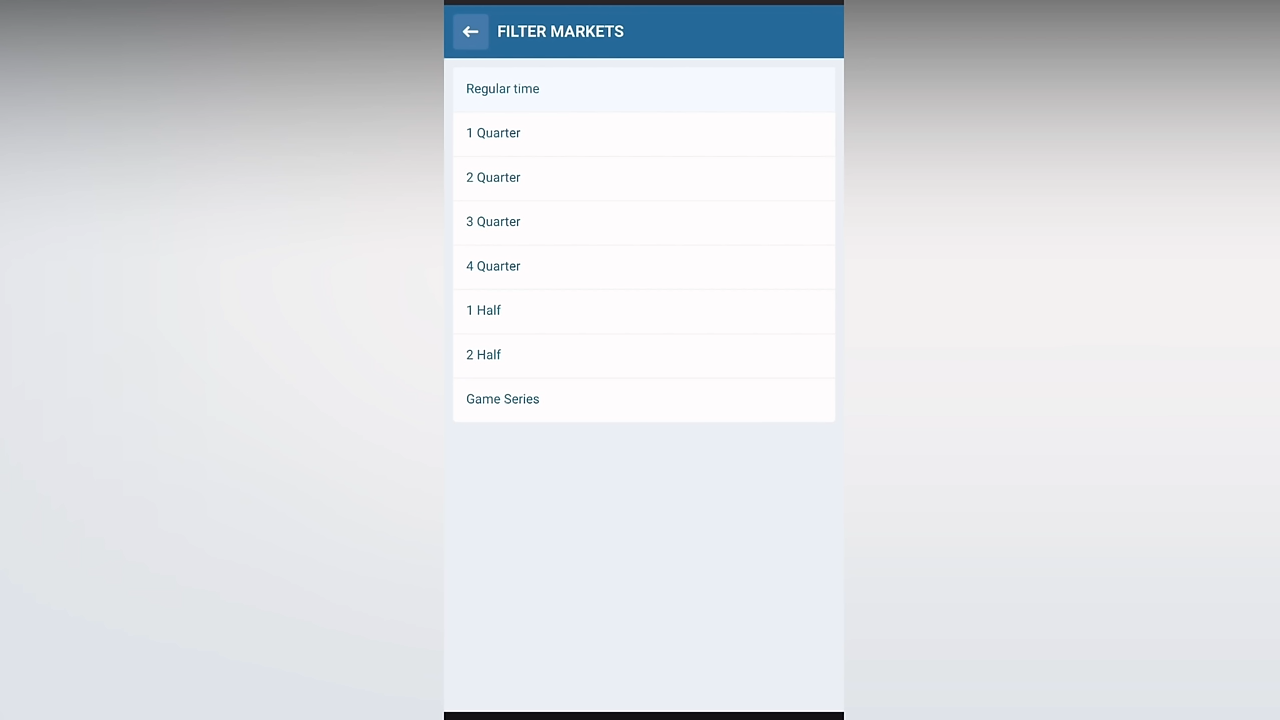 FILTER MARKETS
Regular time
1 Quarter
2 Quarter
3 Quarter
4 Quarter
1 Half
2 Half
Game Series